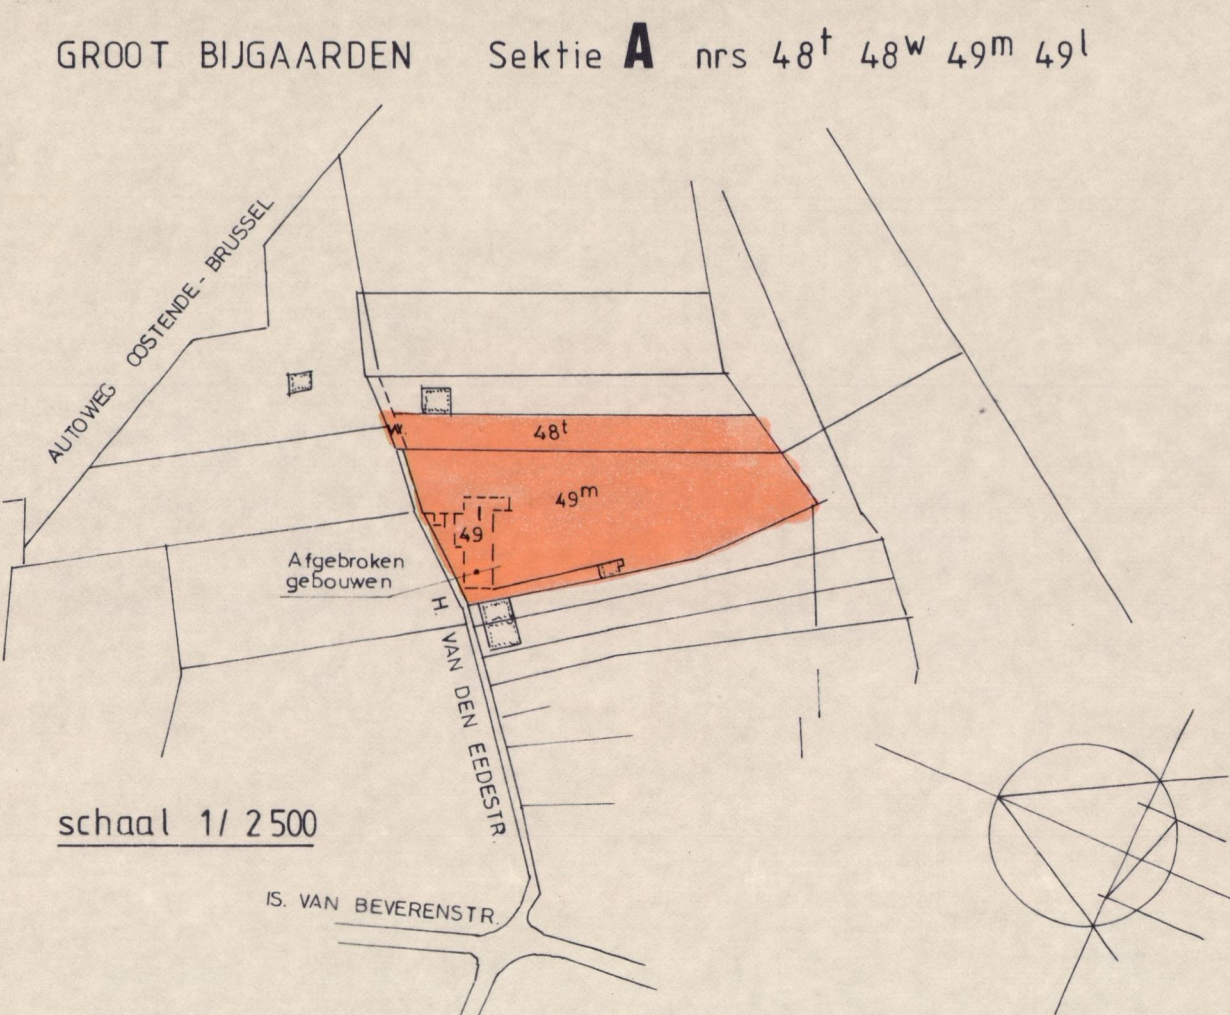 GROOT BIJGAARDEN Sektie A nrs 48t 48w 49m 49l
AUTOWEG OOSTENDE - BRUSSEL
w.
48t
49m
l
49
Afgebroken
gebouwen
H. VAN DEN EEDESTR.
schaal 1/ 2500
IS. VAN BEVERENSTR.